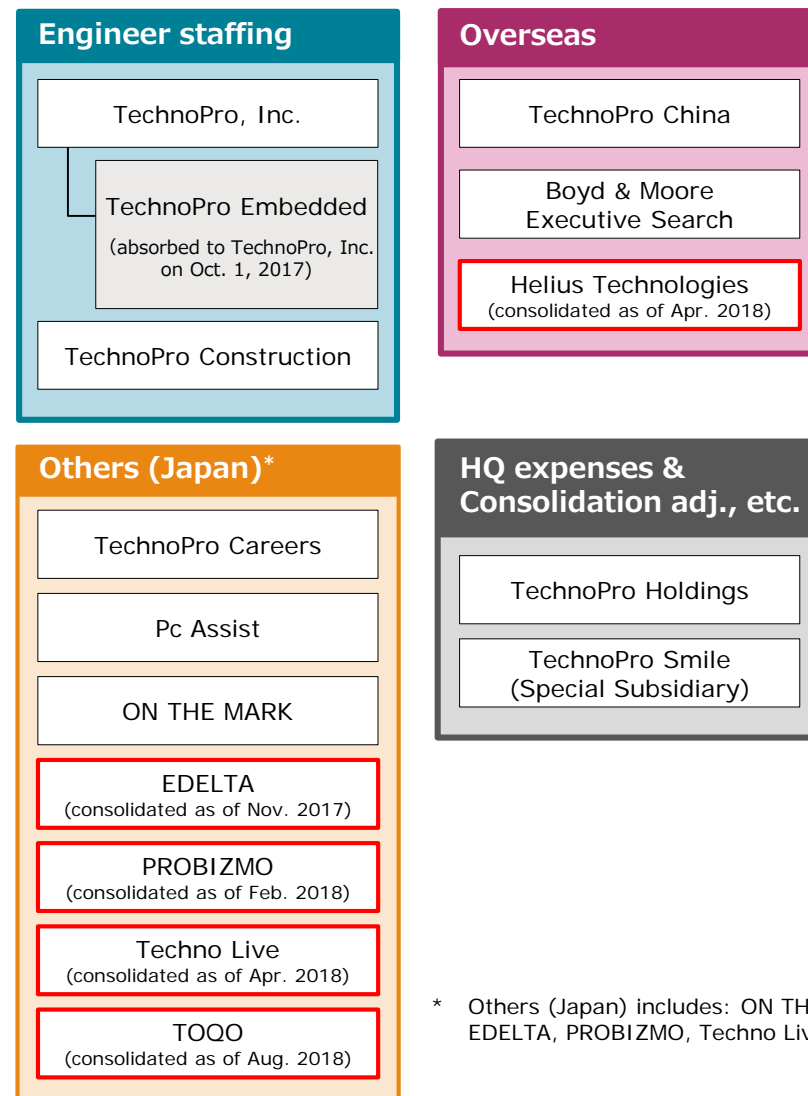 Engineer staffing
TechnoPro, Inc.
TechnoPro Embedded
(absorbed to TechnoPro, Inc.
on Oct. 1, 2017)
TechnoPro Construction
Overseas
TechnoPro China
Boyd & Moore
Executive Search
Helius Technologies
(consolidated as of Apr. 2018)
Others (Japan)*
TechnoPro Careers
Pc Assist
ON THE MARK
EDELTA
(consolidated as of Nov. 2017)
PROBIZMO
(consolidated as of Feb. 2018)
Techno Live
(consolidated as of Apr. 2018)
TOQO
(consolidated as of Aug. 2018)
HQ expenses &
Consolidation adj., etc.
TechnoPro Holdings
TechnoPro Smile
(Special Subsidiary)
* Others (Japan) includes: ON
EDELTA, PROBIZMO, Techno